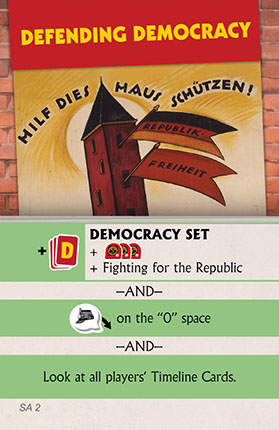 DEFENDING DEMOCRACY
MILF DIES HAUS SCHÜTZEN!
REPUBLIK-
FREIHEIT
+ D DEMOCRACY SET
+
+ Fighting for the Republic
–AND–
on the “0” space
–AND–
Look at all players’ Timeline Cards.
SA 2